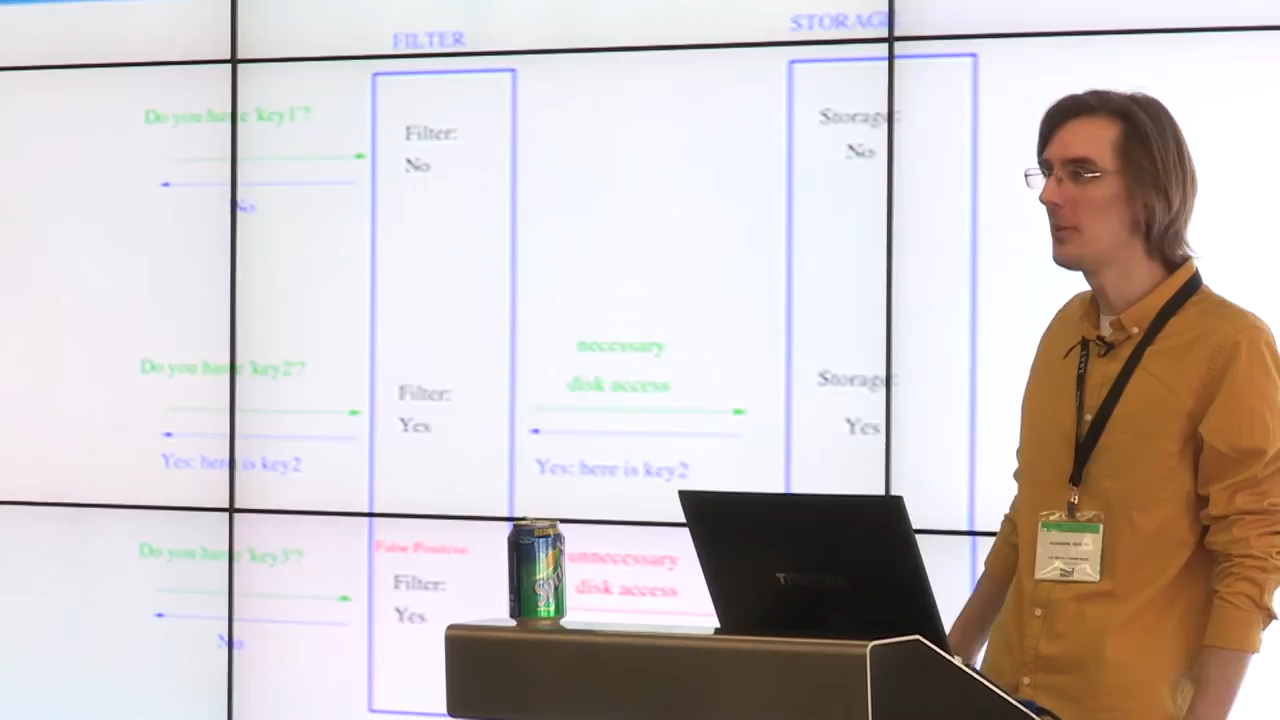 FILTER
STORAGE
Do you have 'key1'?
Filter:
No
Storage:
No
No
Do you have 'key2'?
necessary
disk access
Filter:
Yes
Storage:
Yes
Yes: here is key2
Yes: here is key2
Do you have 'key3'?
False Positive
unnecessary
disk access
Filter:
Yes
No
Sprite
TOSHIBA